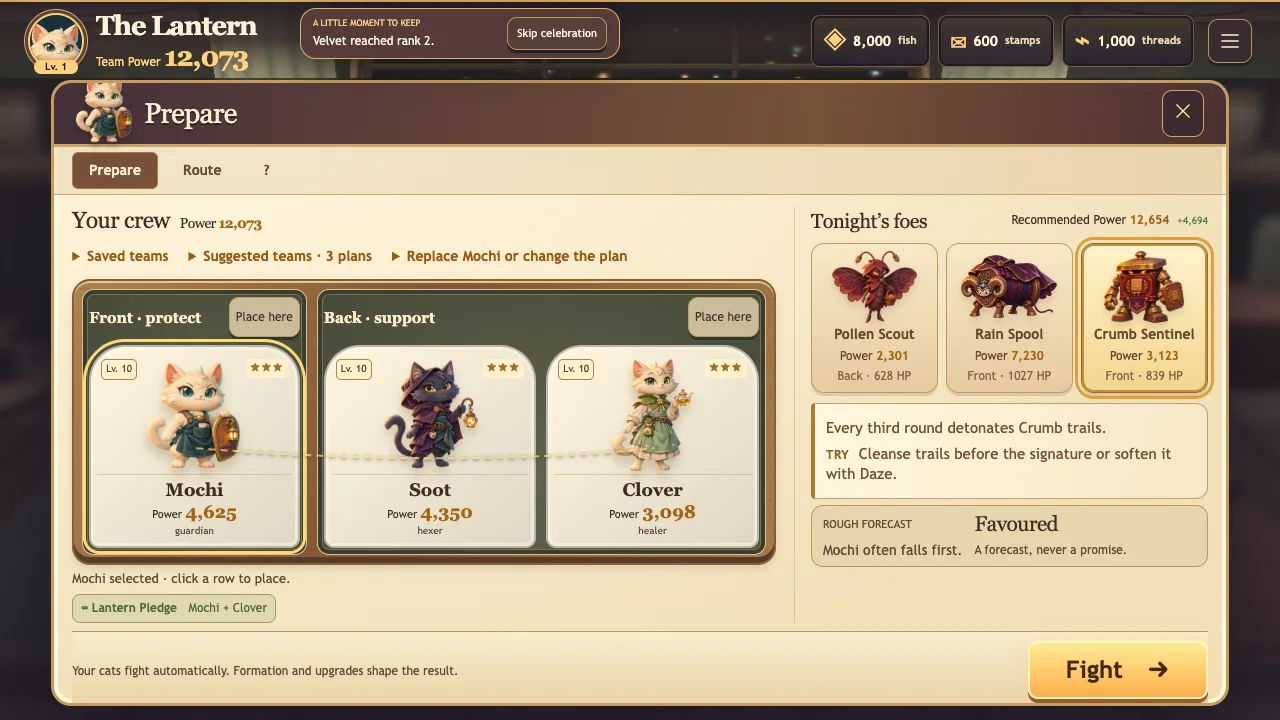 The Lantern
Team Power 12,073
Lv. 1
A LITTLE MOMENT TO KEEP
Velvet reached rank 2.
Skip celebration
8,000 fish
600 stamps
1,000 threads
Prepare
Prepare
Route
?
Your crew Power 12,073
Saved teams
Suggested teams · 3 plans
Replace Mochi or change the plan
Front · protect
Place here
Back · support
Place here
Lv. 10
Mochi
Power 4,625
guardian
Lv. 10
Soot
Power 4,350
hexer
Lv. 10
Clover
Power 3,098
healer
Mochi selected · click a row to place.
∞ Lantern Pledge Mochi + Clover
Tonight's foes
Recommended Power 12,654 +4,694
Pollen Scout
Power 2,301
Back · 628 HP
Rain Spool
Power 7,230
Front · 1027 HP
Crumb Sentinel
Power 3,123
Front · 839 HP
Every third round detonates Crumb trails.
TRY Cleanse trails before the signature or soften it
with Daze.
ROUGH FORECAST
Mochi often falls first.
Favoured
A forecast, never a promise.
Your cats fight automatically. Formation and upgrades shape the result.
Fight →